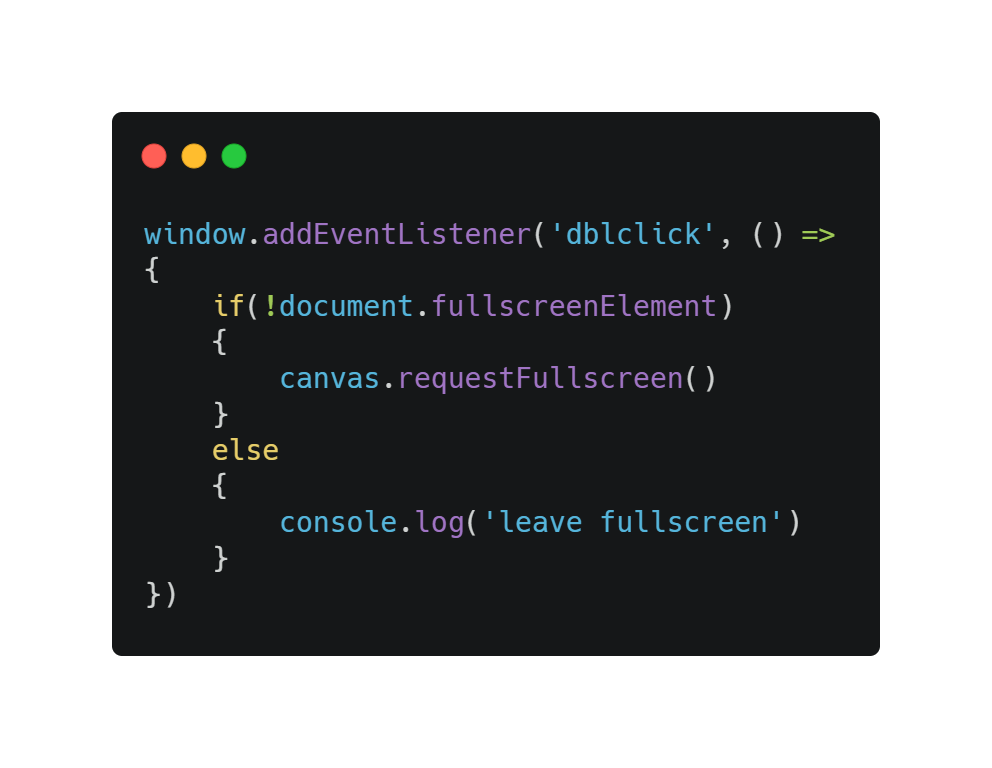 window.addEventListener('dblclick', () =>
{
    if(!document.fullscreenElement)
    {
        canvas.requestFullscreen()
    }
    else
    {
        console.log('leave fullscreen')
    }
})